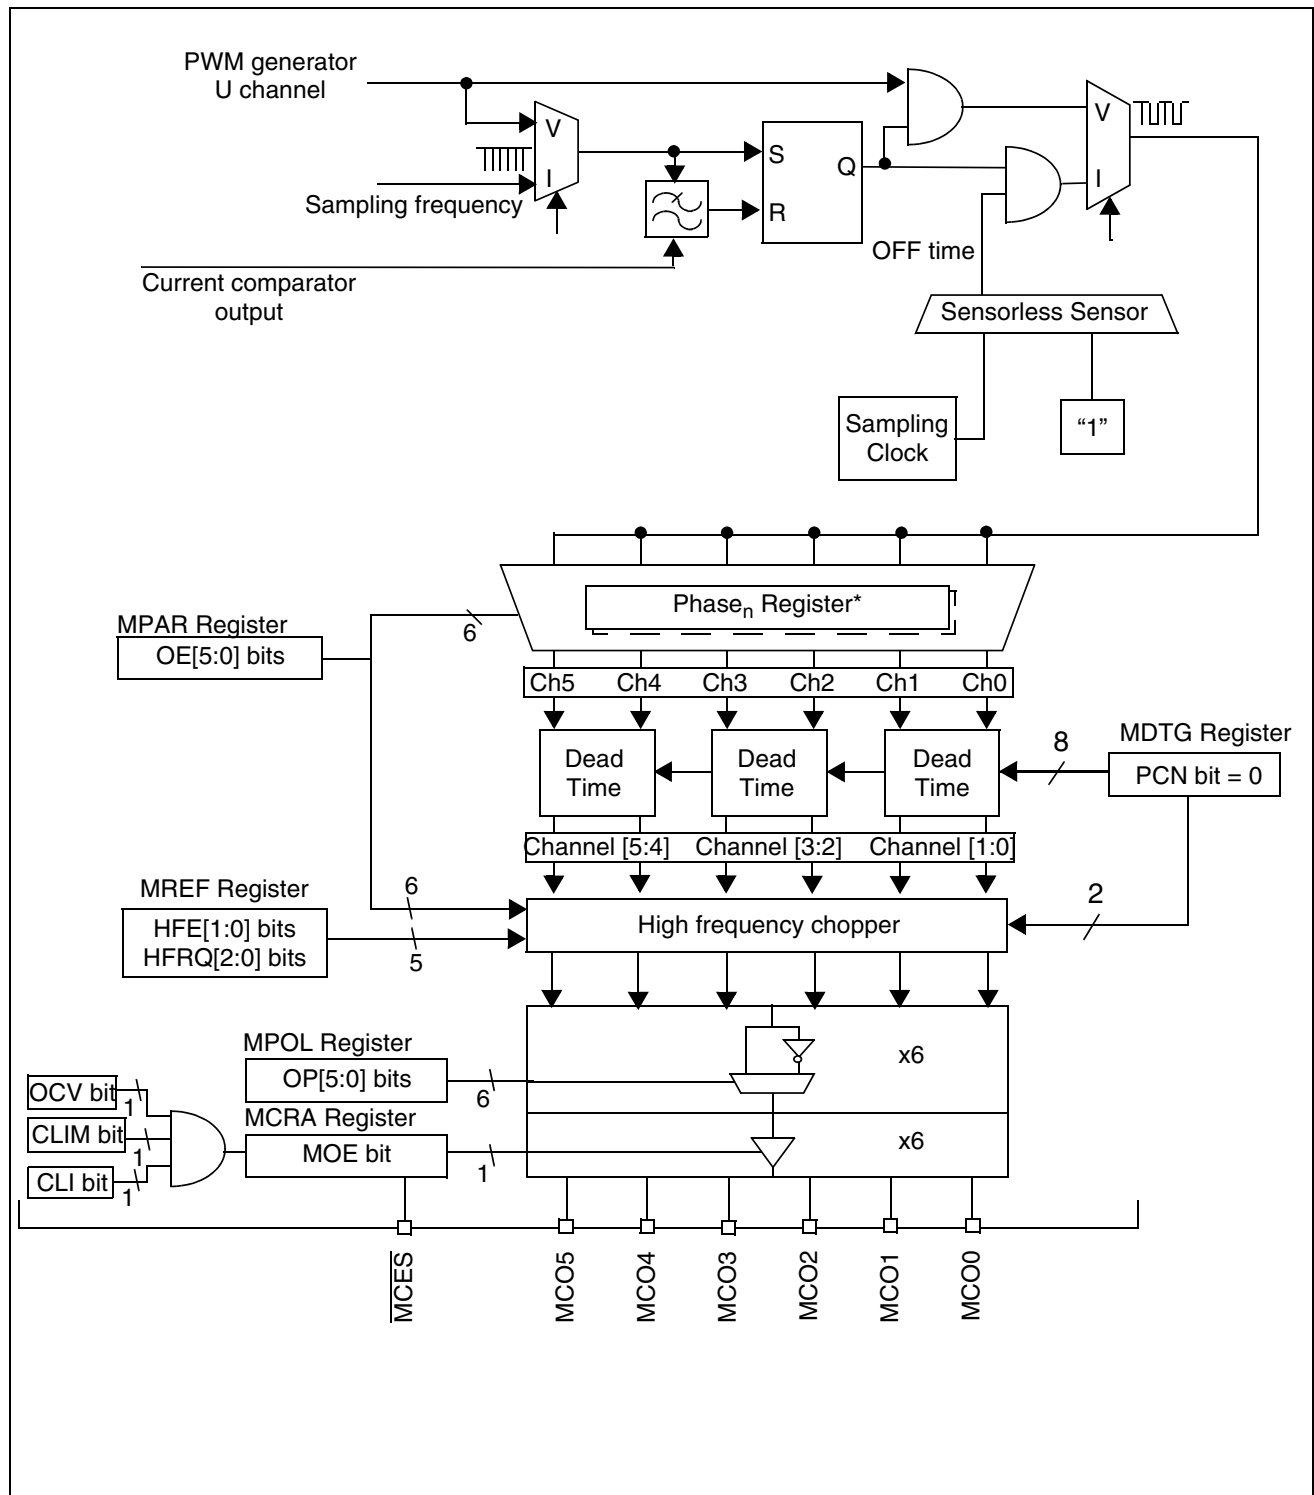 PWM generator
U channel
V
I
Sampling frequency
S
Q
R
V
I
OFF time
Current comparator
output
Sensorless Sensor
Sampling
Clock
“1”
Phasen Register*
MPAR Register
OE[5:0] bits
6
Ch5 Ch4 Ch3 Ch2 Ch1 Ch0
Dead
Time
Dead
Time
Dead
Time
8
MDTG Register
PCN bit = 0
Channel [5:4] Channel [3:2] Channel [1:0]
MREF Register
HFE[1:0] bits
HFRQ[2:0] bits
6
5
High frequency chopper
2
MPOL Register
OP[5:0] bits
6
x6
OCV bit
1
CLIM bit
1
CLI bit
1
MCRA Register
MOE bit
1
x6
MCES
MCO5
MCO4
MCO3
MCO2
MCO1
MCO0